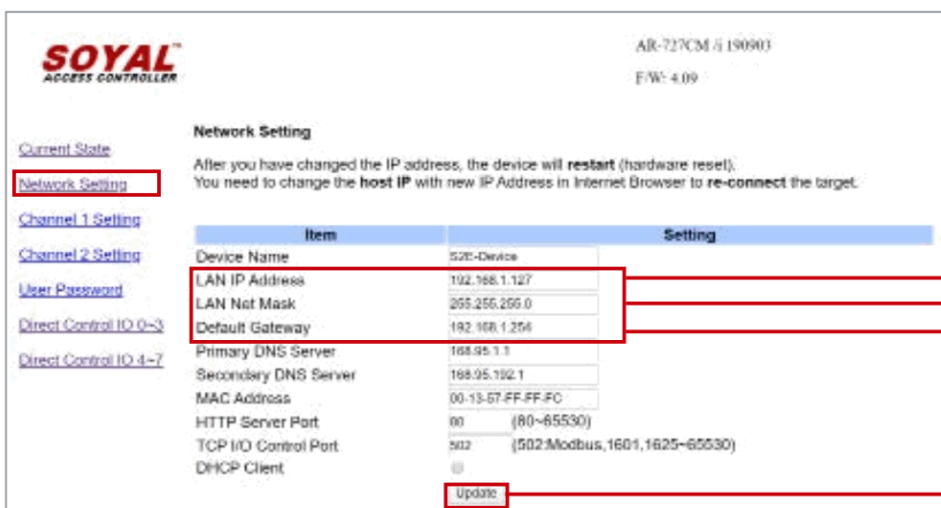 SOYAL™
ACCESS CONTROLLER
AR-727CM /i 190903
F/W: 4.09
Current State
Network Setting
Channel 1 Setting
Channel 2 Setting
User Password
Direct Control IO 0~3
Direct Control IO 4~7
Network Setting
After you have changed the IP address, the device will restart (hardware reset).
You need to change the host IP with new IP Address in Internet Browser to re-connect the target.
Item Setting
Device Name S2E-Device
LAN IP Address 192.168.1.127
LAN Net Mask 255.255.255.0
Default Gateway 192.168.1.254
Primary DNS Server 168.95.1.1
Secondary DNS Server 168.95.192.1
MAC Address 00-13-57-FF-FF-FC
HTTP Server Port 80 (80~65530)
TCP I/O Control Port 502 (502:Modbus,1601,1625~65530)
DHCP Client
Update